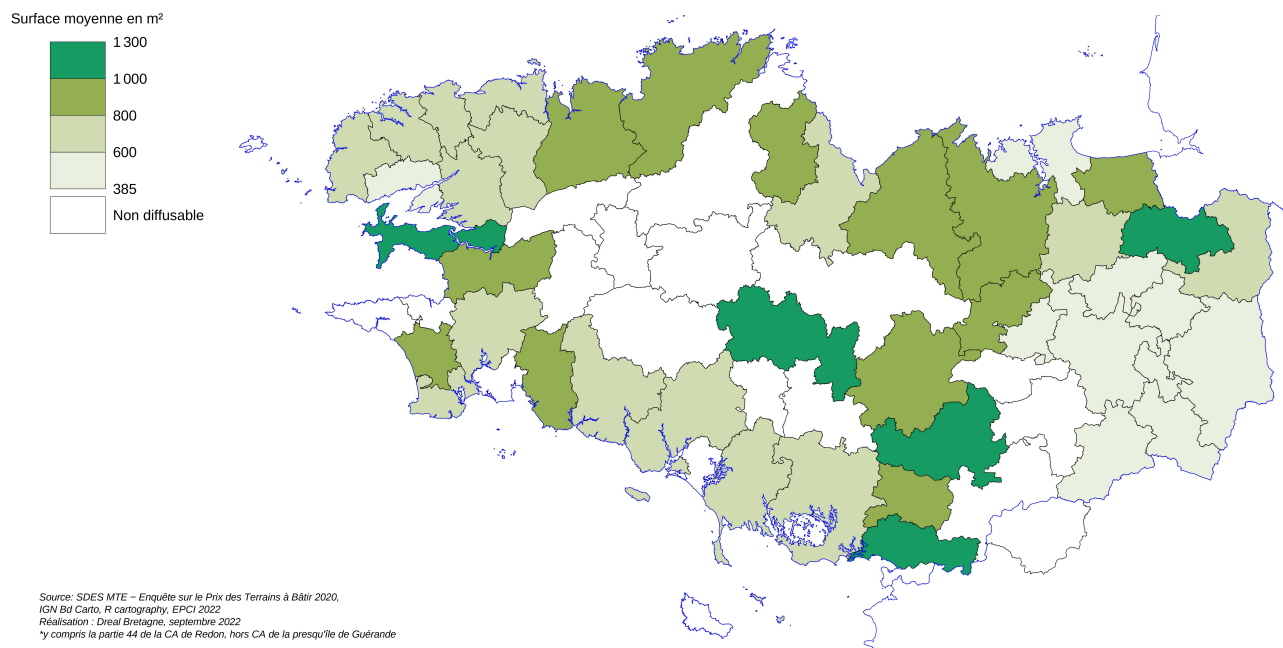 Surface moyenne en m²
1 300
1 000
800
600
385
Non diffusable
Source: SDES MTE − Enquête sur le Prix des Terrains à Bâtir 2020,
IGN Bd Carto, R cartography, EPCI 2022
Réalisation : Dreal Bretagne, septembre 2022
*y compris la partie 44 de la CA de Redon, hors CA de la presqu'île de Guérande